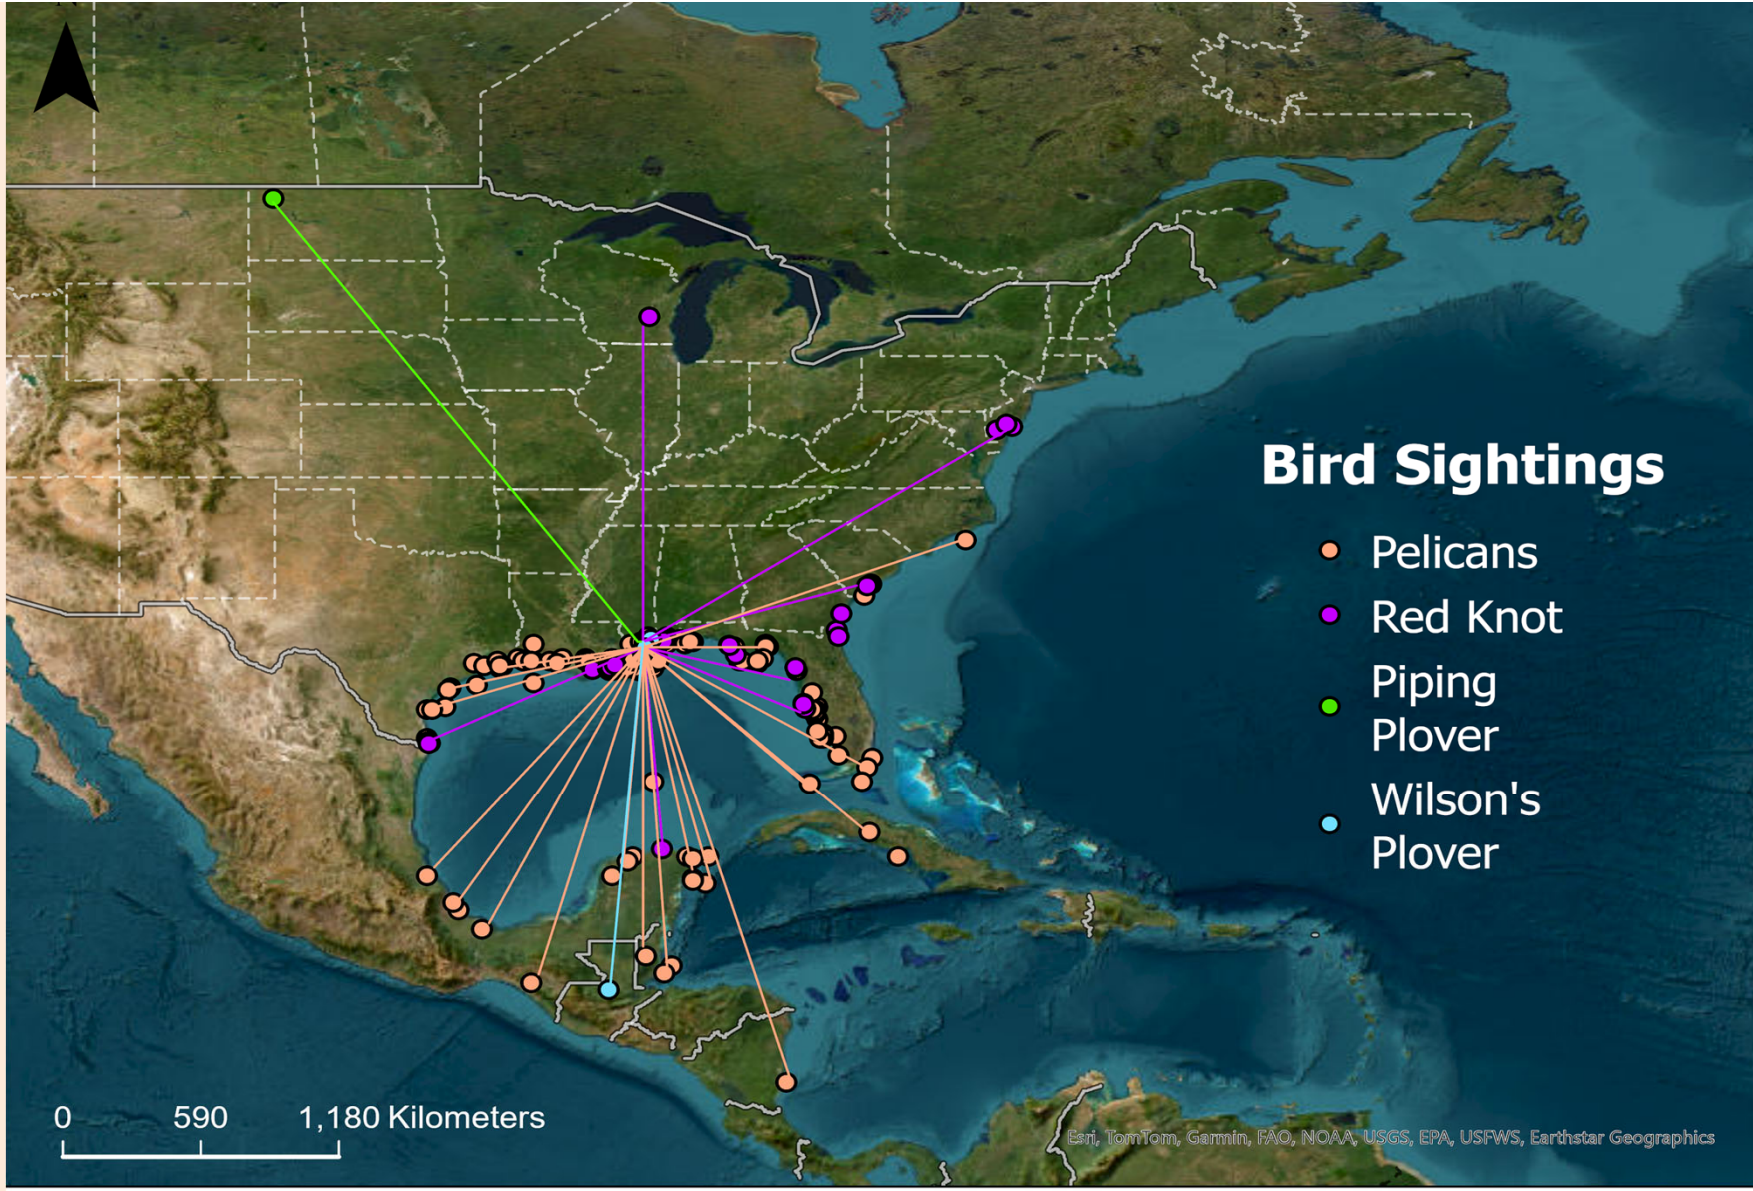 N
Bird Sightings
Pelicans
Red Knot
Piping
Plover
Wilson's
Plover
0 590 1,180 Kilometers
Esri, TomTom, Garmin, FAO, NOAA, USGS, EPA, USFWS, Earthstar Geographics